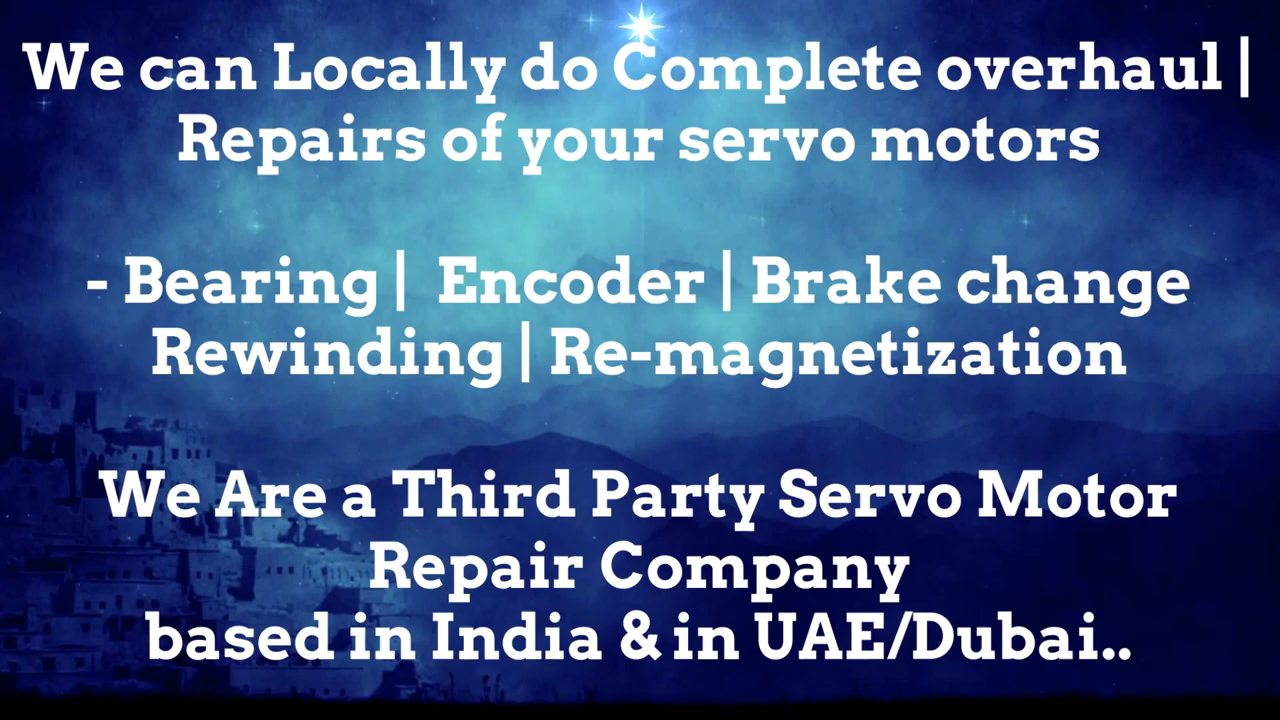 We can Locally do Complete overhaul |
Repairs of your servo motors
- Bearing |  Encoder | Brake change
Rewinding | Re-magnetization
We Are a Third Party Servo Motor
Repair Company
based in India & in UAE/Dubai..